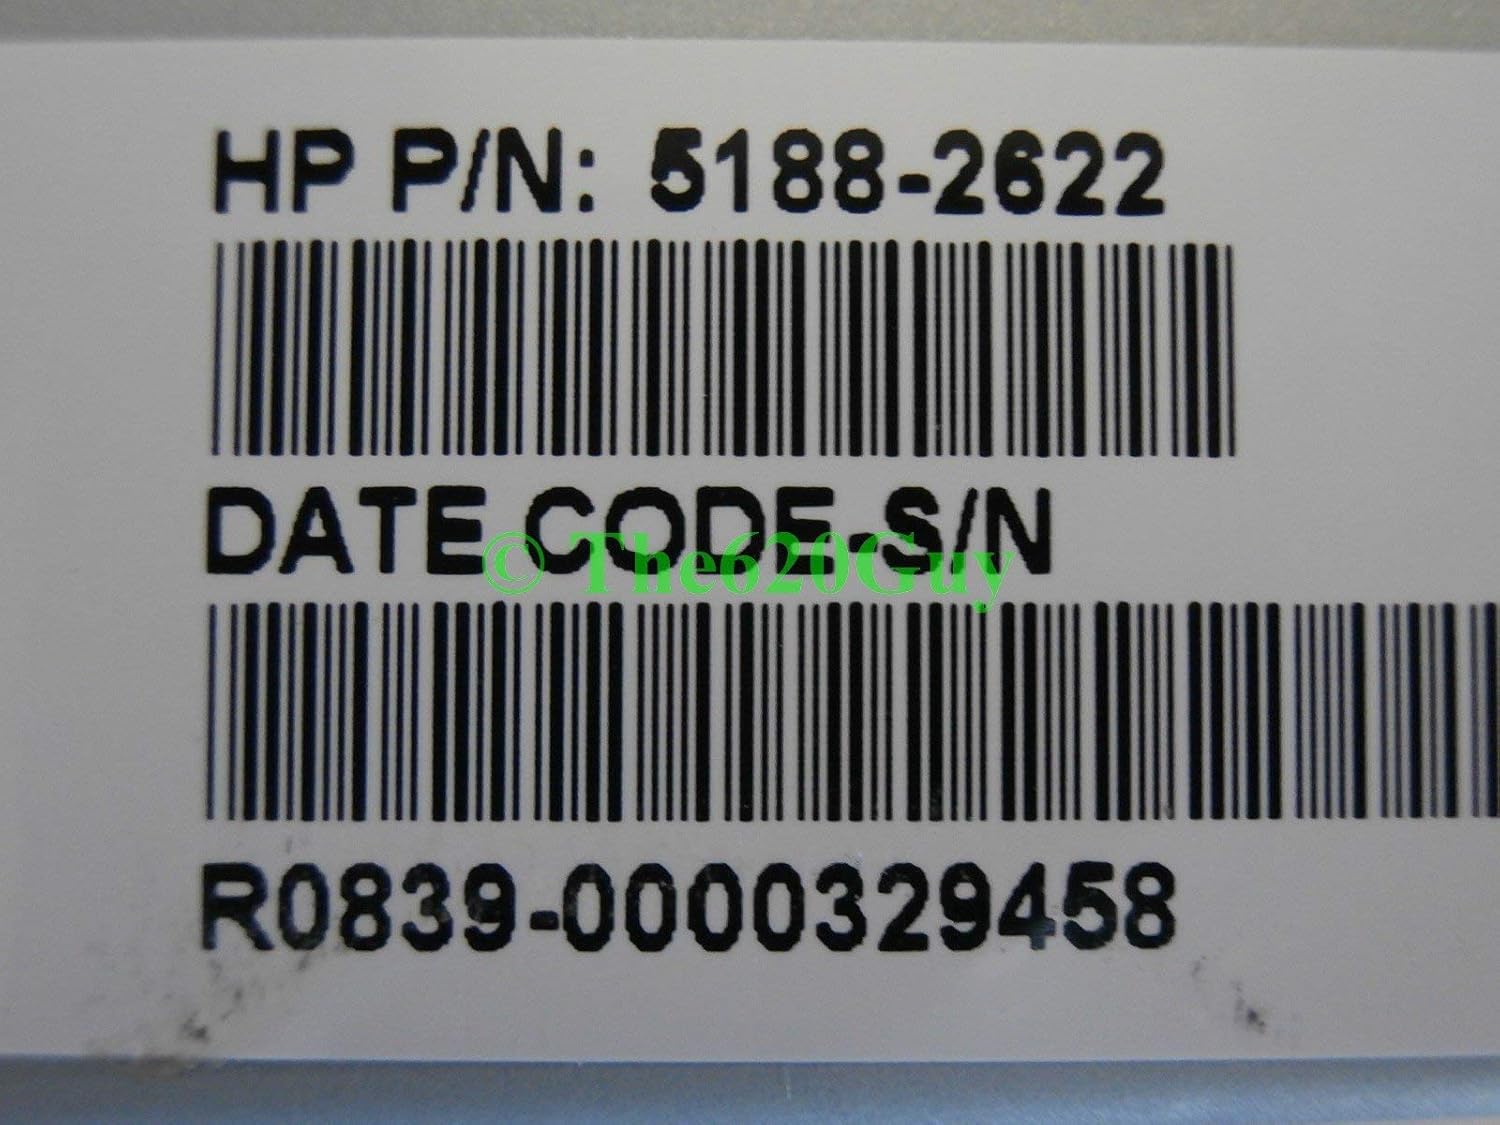 HP P/N: 5188-2622
DATE CODE-S/N
© The620Guy
R0839-0000329458